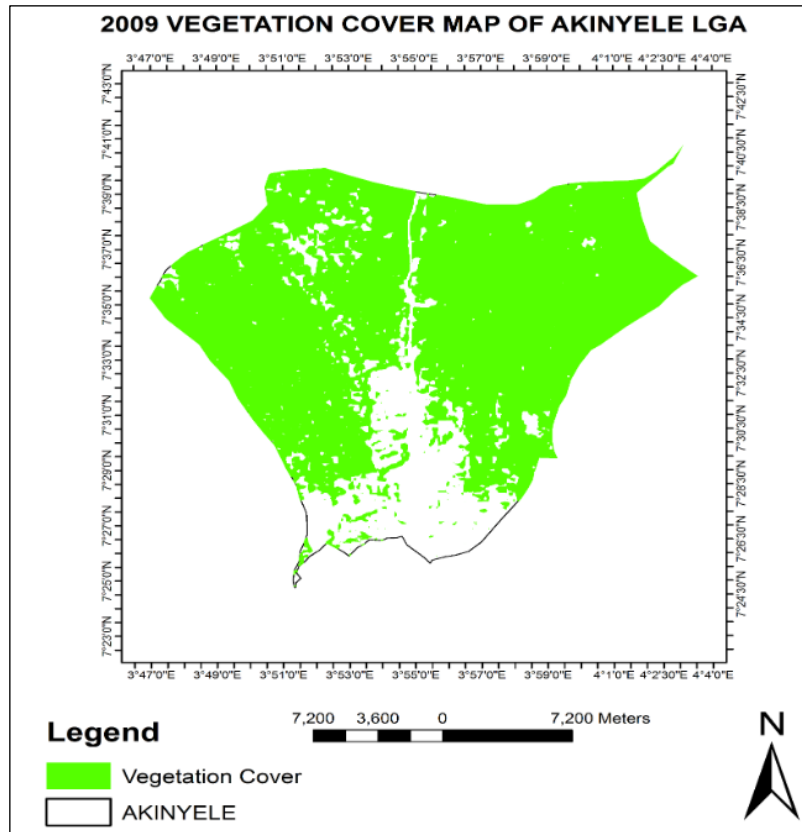 2009 VEGETATION COVER MAP OF AKINYELE LGA
3°47'0"E 3°49'0"E 3°51'0"E 3°53'0"E 3°55'0"E 3°57'0"E 3°59'0"E 4°1'0"E 4°2'30"E 4°4'0"E
7°43'0"N
7°41'0"N
7°39'0"N
7°37'0"N
7°35'0"N
7°33'0"N
7°31'0"N
7°29'0"N
7°27'0"N
7°25'0"N
7°23'0"N
7°42'30"N
7°40'30"N
7°38'30"N
7°36'30"N
7°34'30"N
7°32'30"N
7°30'30"N
7°28'30"N
7°26'30"N
7°24'30"N
3°47'0"E 3°49'0"E 3°51'0"E 3°53'0"E 3°55'0"E 3°57'0"E 3°59'0"E 4°1'0"E 4°2'30"E 4°4'0"E
7,200 3,600 0 7,200 Meters
N
Legend
Vegetation Cover
AKINYELE